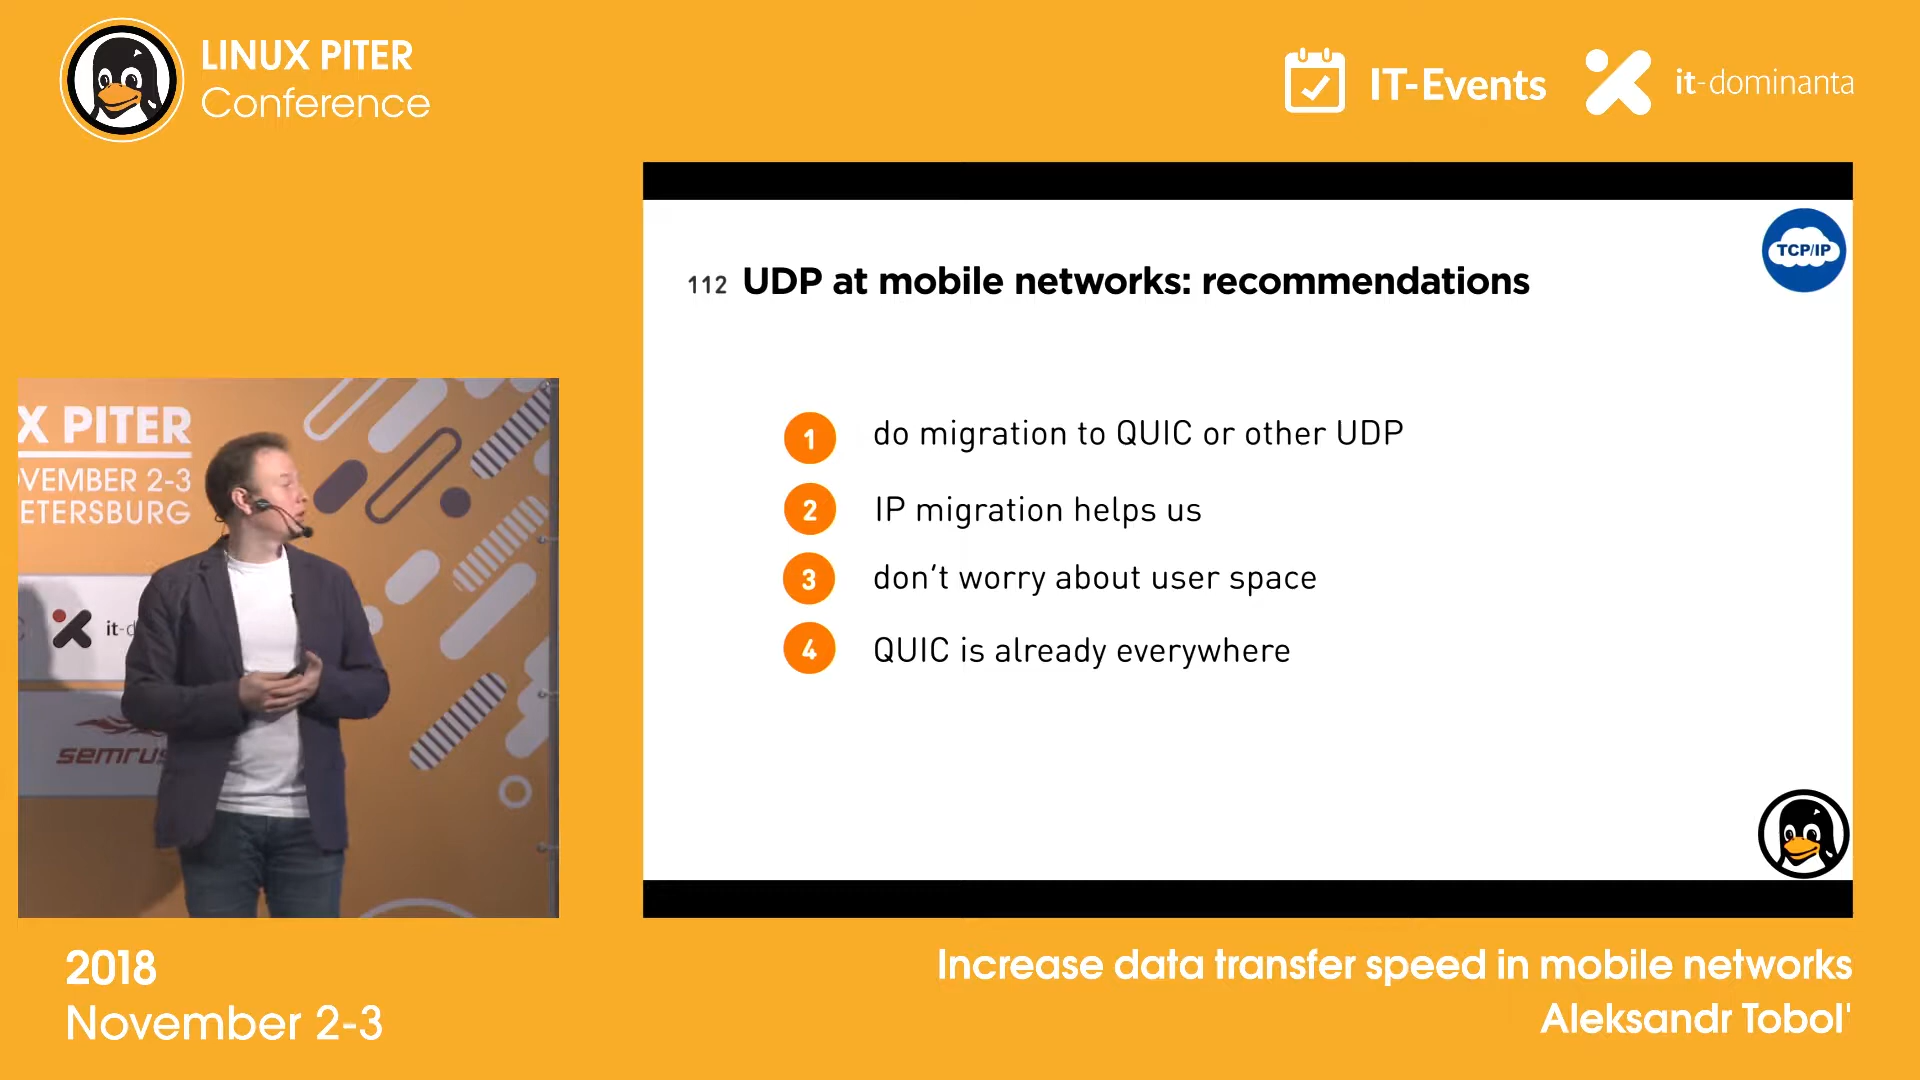 LINUX PITER
Conference
IT-Events
it-dominanta
TCP/IP
112 UDP at mobile networks: recommendations
1 do migration to QUIC or other UDP
2 IP migration helps us
3 don't worry about user space
4 QUIC is already everywhere
X PITER
VEMBER 2-3
ETERSBURG
it-d
semrus
2018
November 2-3
Increase data transfer speed in mobile networks
Aleksandr Tobol'